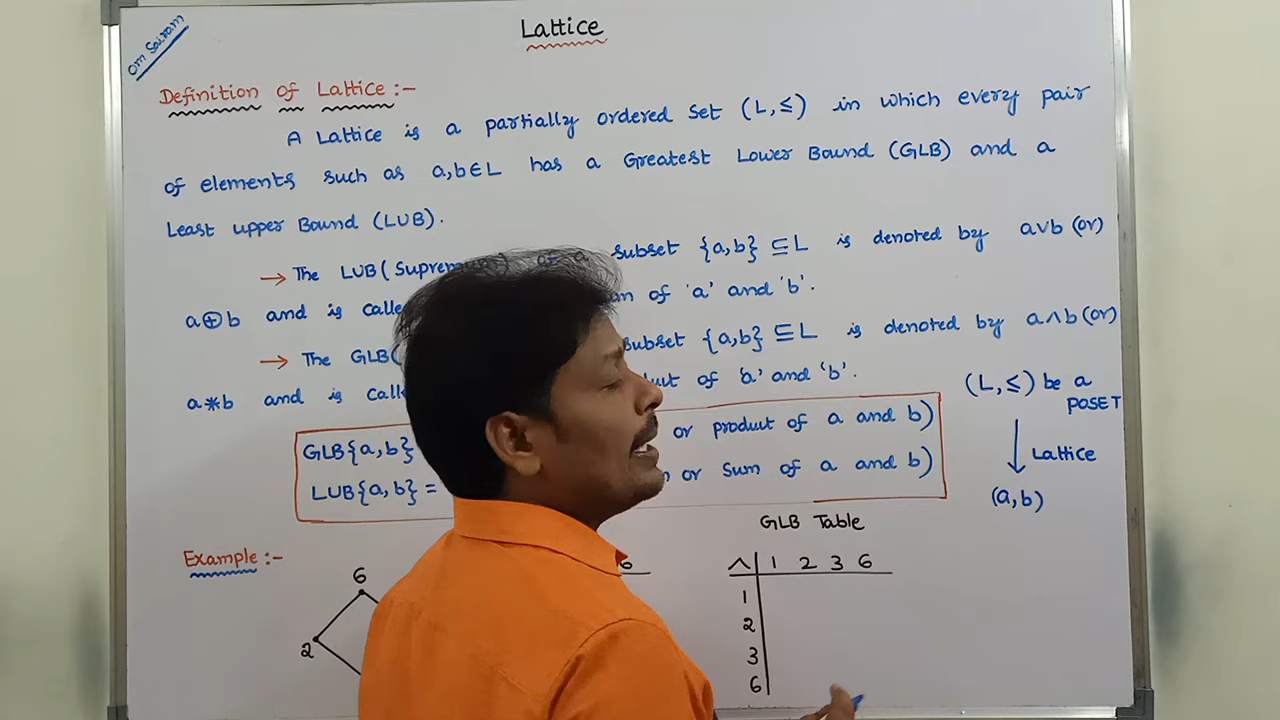 Om Sairam
Lattice
Definition of Lattice :-
A Lattice is a partially ordered set (L, ≤) in which every pair
of elements such as a,b∈L has a Greatest Lower Bound (GLB) and a
Least upper Bound (LUB).
→ The LUB (Suprem of a subset {a,b} ⊆ L is denoted by a∨b (or)
a⊕b and is calle of 'a' and 'b'.
→ The GLB( subset {a,b} ⊆ L is denoted by a∧b (or)
a*b and is call of 'a' and 'b'.
GLB{a,b} or product of a and b)
LUB{a,b} = or Sum of a and b)
(L, ≤) be a
POSET
Lattice
(a,b)
Example :-
6
2
6
GLB Table
∧ 1 2 3 6
1
2
3
6